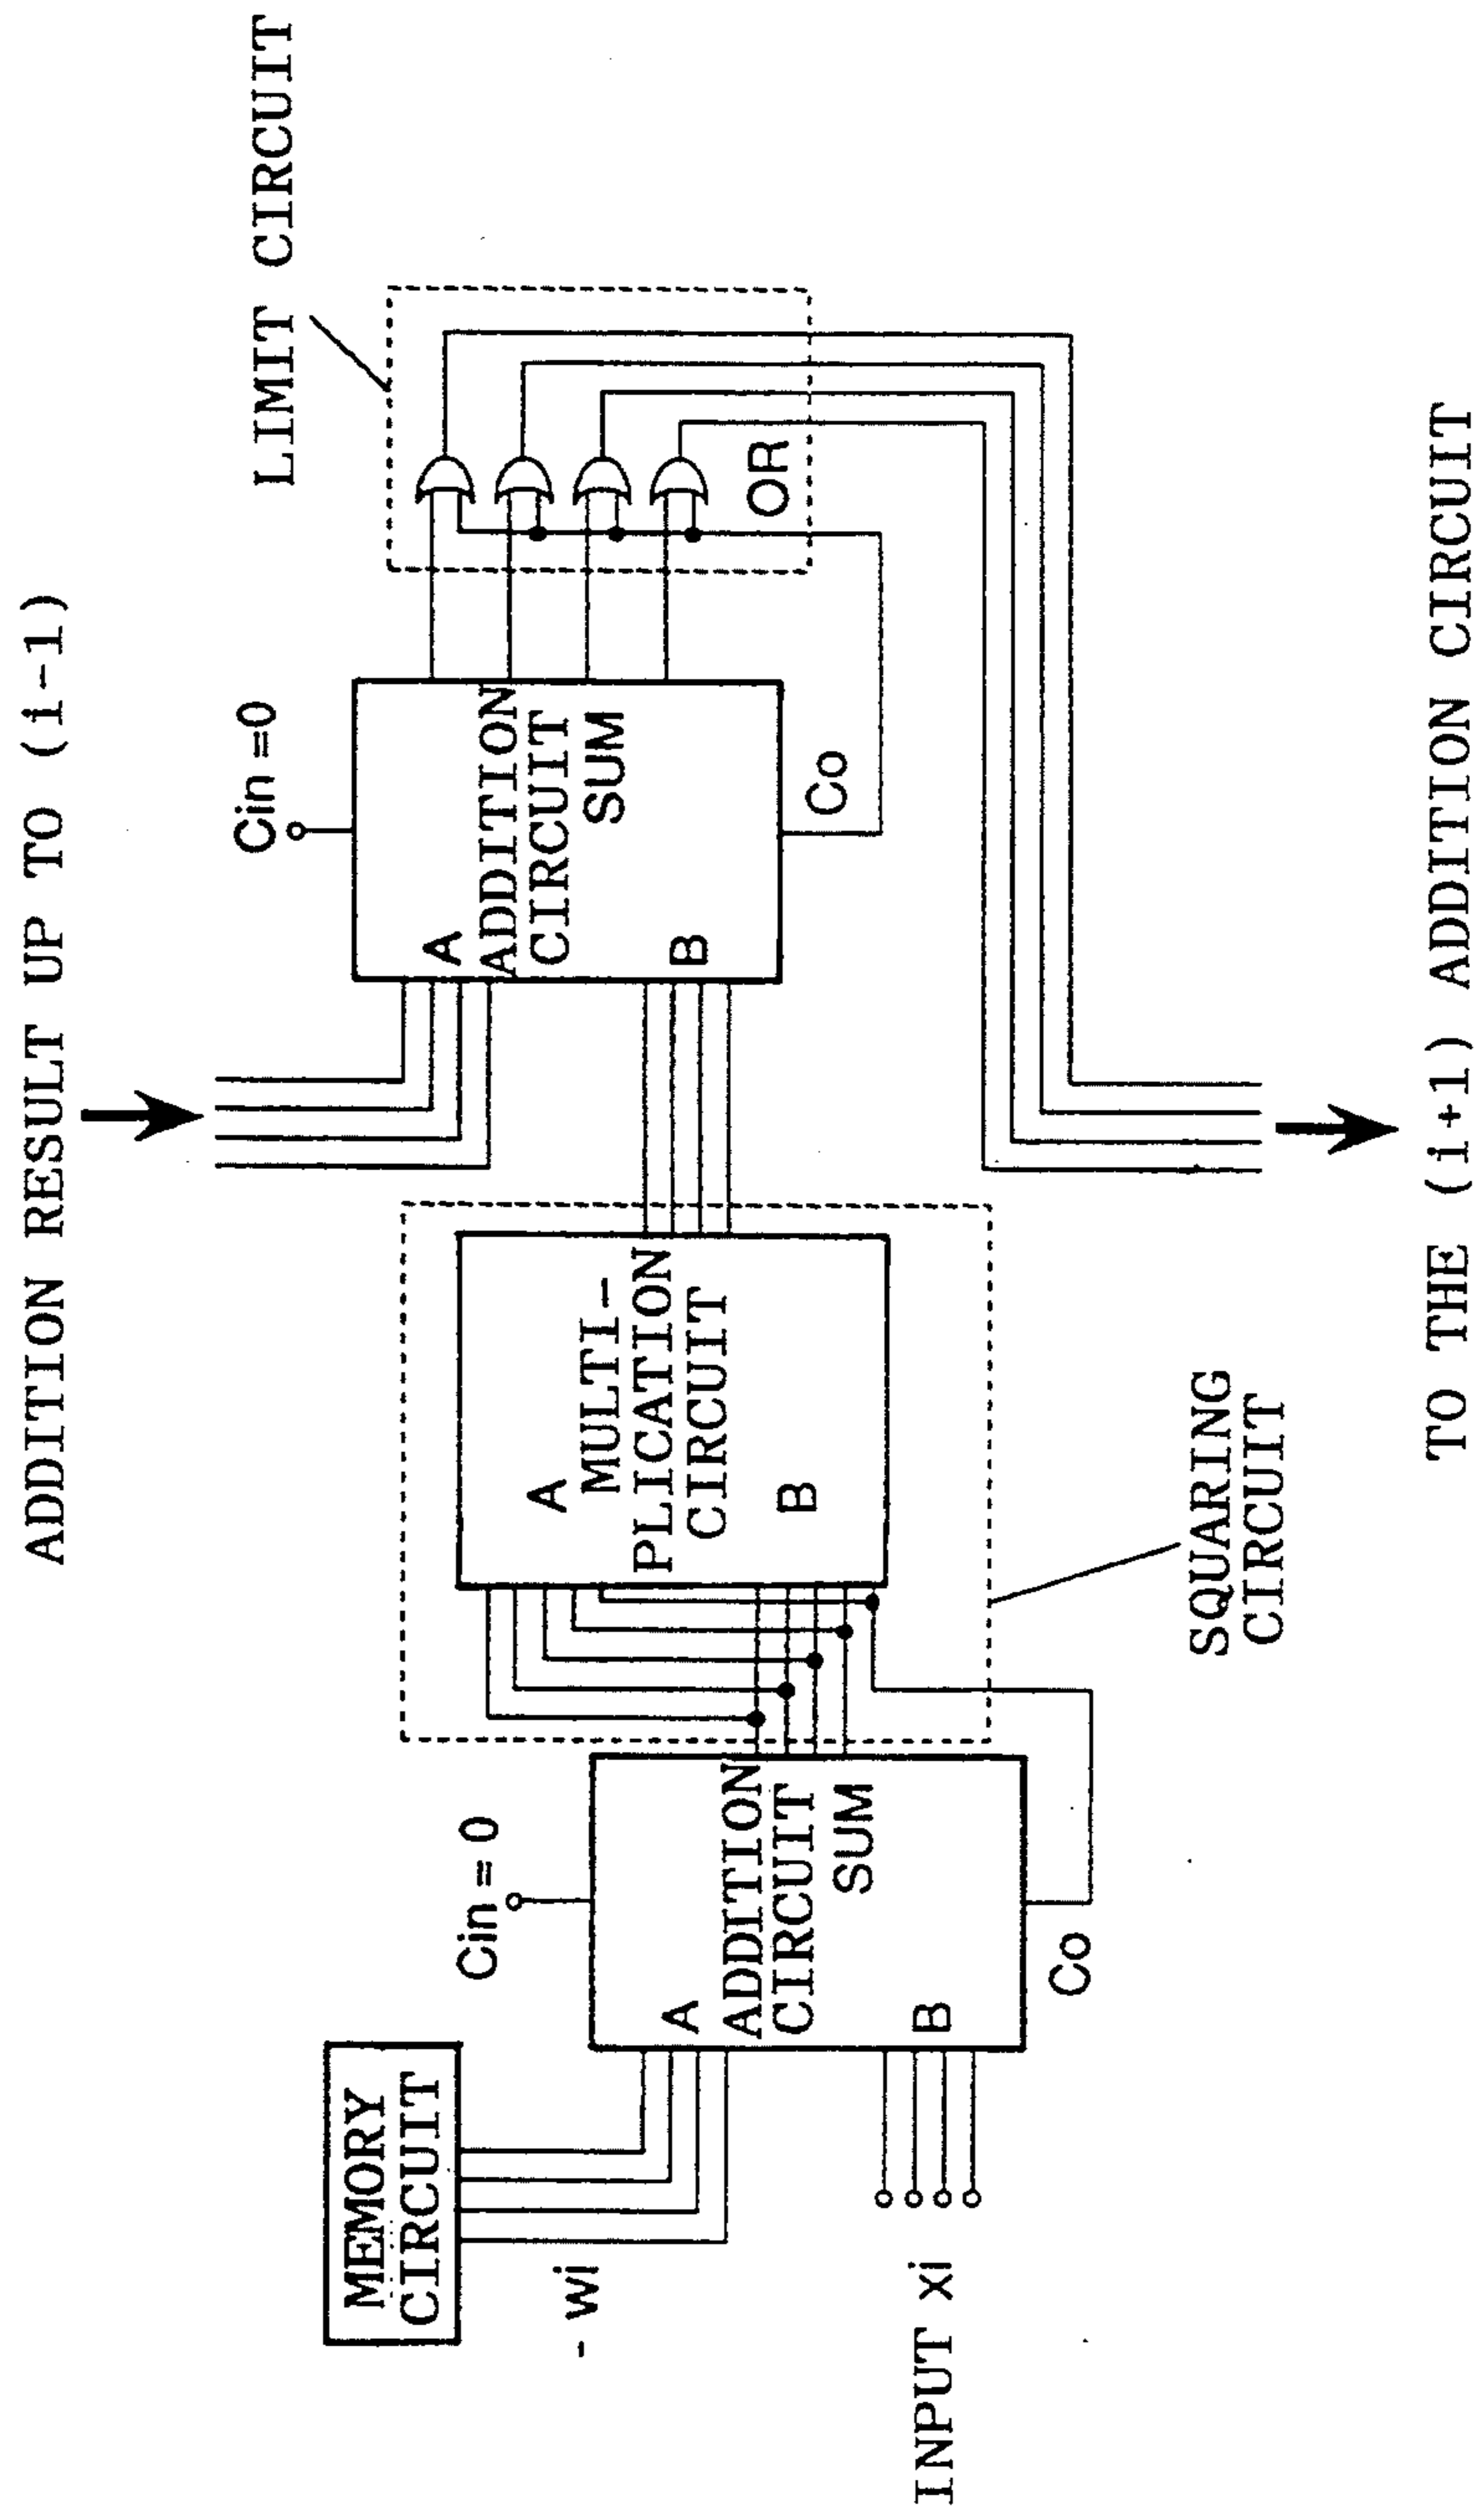 ADDITION RESULT UP TO (i-1)
LIMIT CIRCUIT
Cin =0
A
ADDITION
CIRCUIT
SUM
B
Co
OR
MEMORY
CIRCUIT
- wi
INPUT xi
Cin = 0
A
ADDITION
CIRCUIT
SUM
B
Co
A
MULTI-
PLICATION
CIRCUIT
B
SQUARING
CIRCUIT
TO THE (i+1) ADDITION CIRCUIT